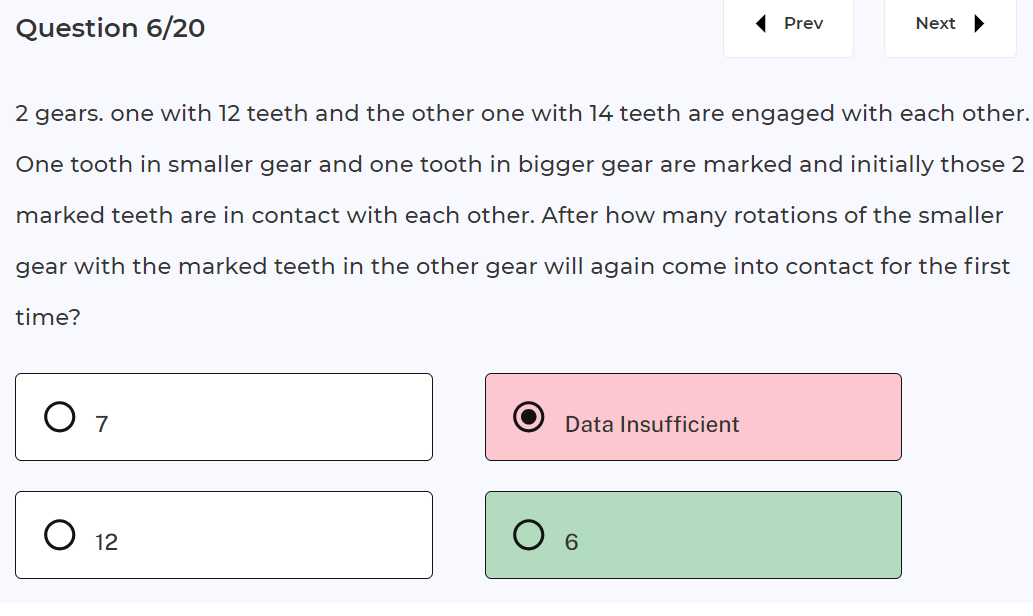 Question 6/20
Prev
Next
2 gears. one with 12 teeth and the other one with 14 teeth are engaged with each other.
One tooth in smaller gear and one tooth in bigger gear are marked and initially those 2
marked teeth are in contact with each other. After how many rotations of the smaller
gear with the marked teeth in the other gear will again come into contact for the first
time?
7
Data Insufficient
12
6